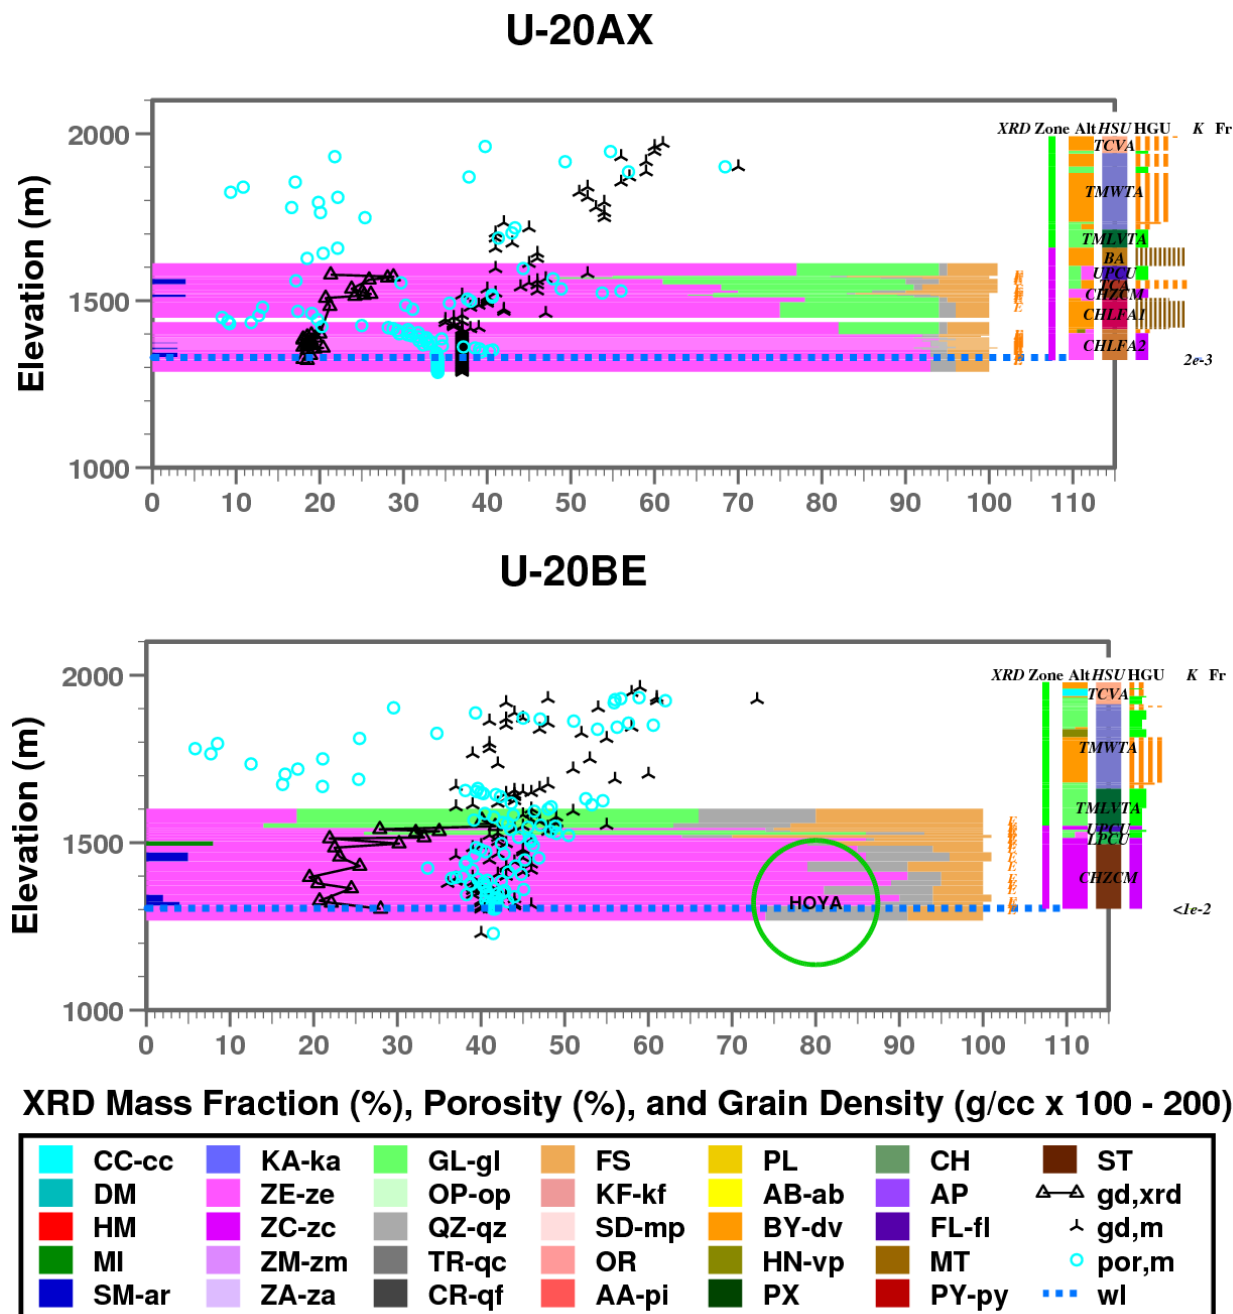 U-20AX
Elevation (m)
2000
1500
1000
0 10 20 30 40 50 60 70 80 90 100 110
XRD Zone Alt HSU HGU K Fr
TCVA
TMWTA
TMLVTA
BA
UPCU
TCA
CHZCM
CHLFA1
CHLFA2
2e-3
U-20BE
Elevation (m)
2000
1500
1000
0 10 20 30 40 50 60 70 80 90 100 110
XRD Zone Alt HSU HGU K Fr
TCVA
TMWTA
TMLVTA
UPCU
LPCU
CHZCM
<1e-2
HOYA
XRD Mass Fraction (%), Porosity (%), and Grain Density (g/cc x 100 - 200)
CC-cc KA-ka GL-gl FS PL CH ST
DM ZE-ze OP-op KF-kf AB-ab AP gd,xrd
HM ZC-zc QZ-qz SD-mp BY-dv FL-fl gd,m
MI ZM-zm TR-qc OR HN-vp MT por,m
SM-ar ZA-za CR-qf AA-pi PX PY-py wl